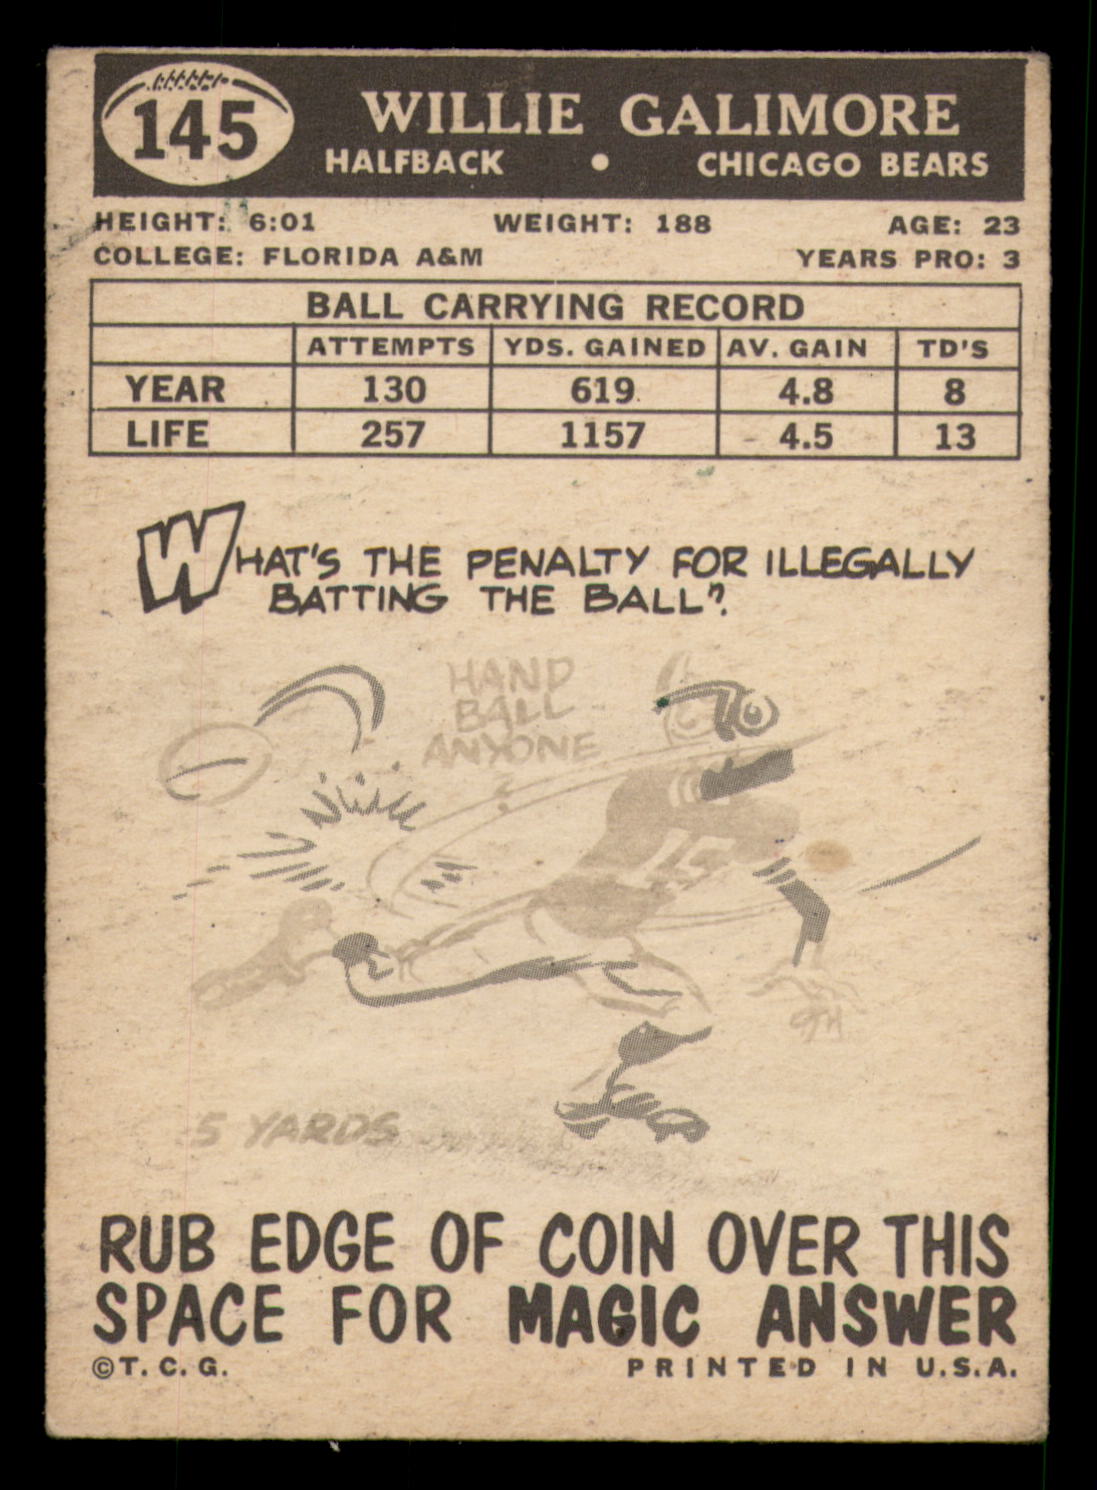 145
WILLIE GALIMORE
HALFBACK • CHICAGO BEARS
HEIGHT: 6:01 WEIGHT: 188 AGE: 23
COLLEGE: FLORIDA A&M YEARS PRO: 3
BALL CARRYING RECORD
ATTEMPTS YDS. GAINED AV. GAIN TD'S
YEAR 130 619 4.8 8
LIFE 257 1157 4.5 13
WHAT'S THE PENALTY FOR ILLEGALLY
BATTING THE BALL?
HAND
BALL
ANYONE
?
5 YARDS
RUB EDGE OF COIN OVER THIS
SPACE FOR MAGIC ANSWER
©T. C. G. PRINTED IN U.S.A.